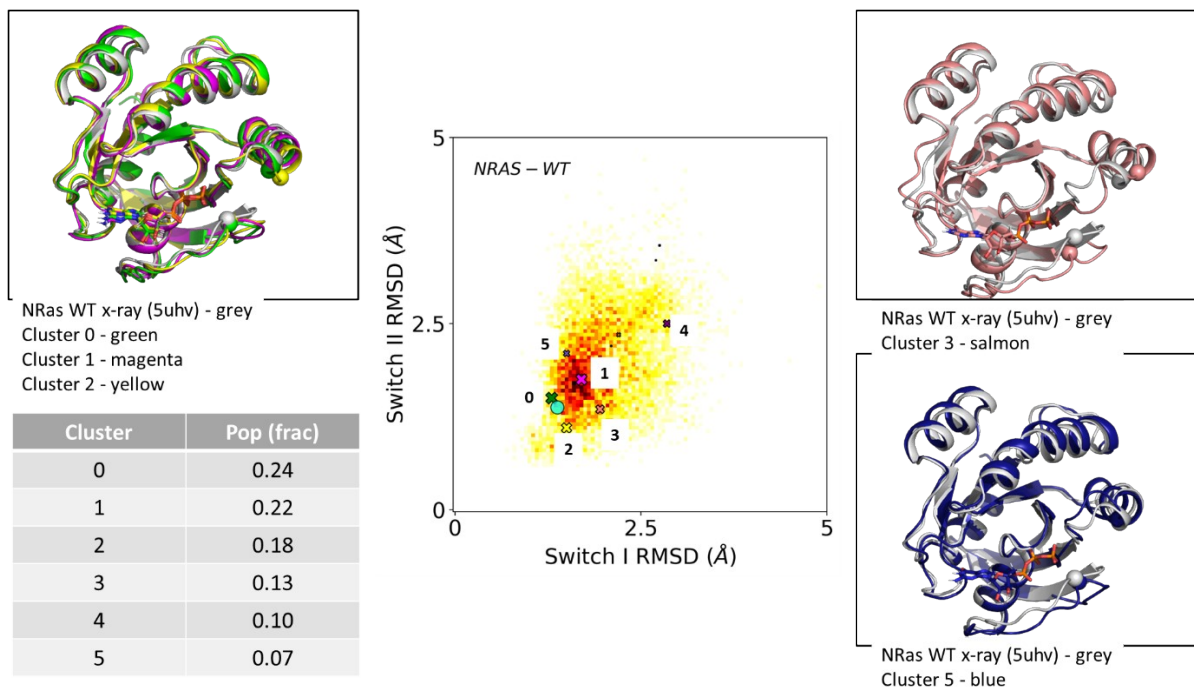 NRas WT x-ray (5uhv) - grey
Cluster 0 - green
Cluster 1 - magenta
Cluster 2 - yellow
Cluster Pop (frac)
0 0.24
1 0.22
2 0.18
3 0.13
4 0.10
5 0.07
NRAS – WT
Switch II RMSD (Å)
5
2.5
0
5
4
1
0
2
3
0 2.5 5
Switch I RMSD (Å)
NRas WT x-ray (5uhv) - grey
Cluster 3 - salmon
NRas WT x-ray (5uhv) - grey
Cluster 5 - blue